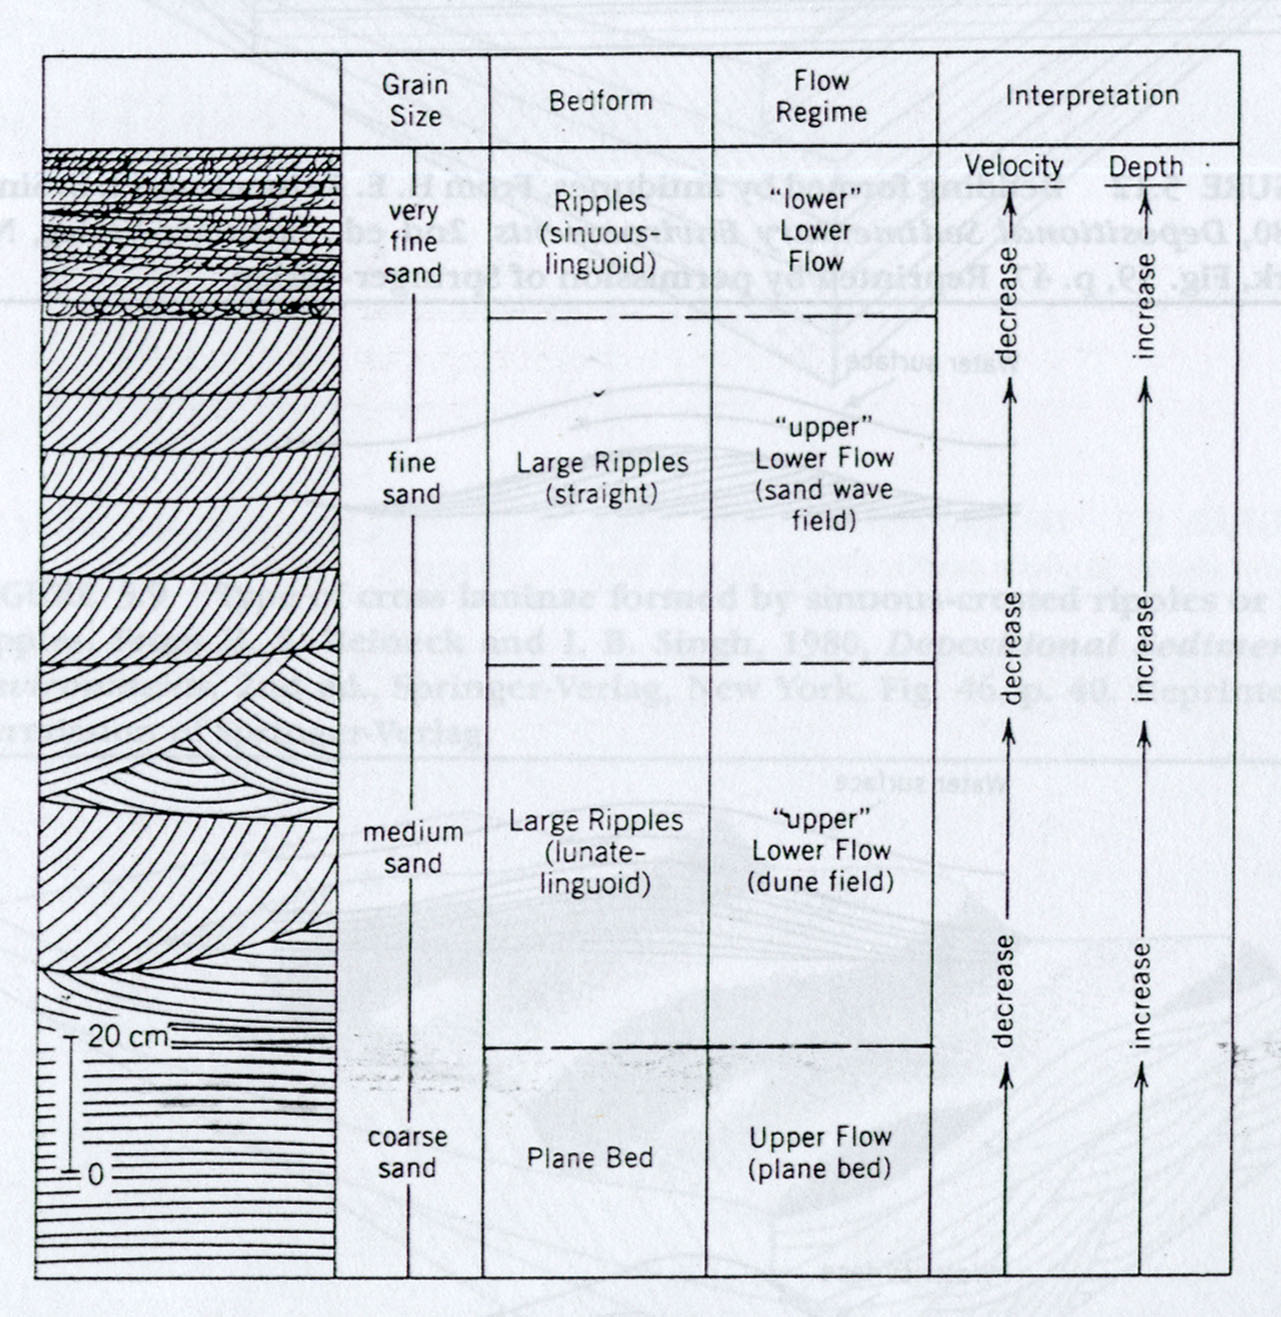 Grain
Size
Bedform
Flow
Regime
Interpretation
Velocity
Depth
very
fine
sand
Ripples
(sinuous-
linguoid)
"lower"
Lower
Flow
decrease
increase
fine
sand
Large Ripples
(straight)
"upper"
Lower Flow
(sand wave
field)
decrease
increase
medium
sand
Large Ripples
(lunate-
linguoid)
"upper"
Lower Flow
(dune field)
decrease
increase
20 cm
0
coarse
sand
Plane Bed
Upper Flow
(plane bed)